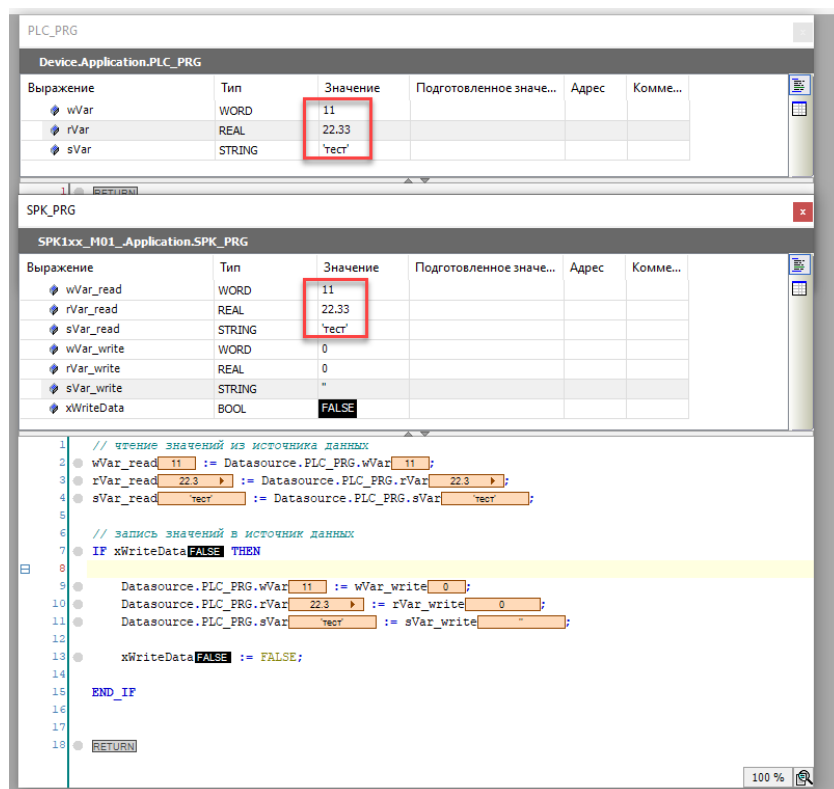 PLC_PRG
x
Device.Application.PLC_PRG
Выражение Тип Значение Подготовленное значе... Адрес Комме...
wVar WORD 11
rVar REAL 22.33
sVar STRING 'тест'
1 RETURN
SPK_PRG
x
SPK1xx_M01_.Application.SPK_PRG
Выражение Тип Значение Подготовленное значе... Адрес Комме...
wVar_read WORD 11
rVar_read REAL 22.33
sVar_read STRING 'тест'
wVar_write WORD 0
rVar_write REAL 0
sVar_write STRING ''
xWriteData BOOL FALSE
1 // чтение значений из источника данных
2 wVar_read 11 := Datasource.PLC_PRG.wVar 11 ;
3 rVar_read 22.3 := Datasource.PLC_PRG.rVar 22.3 ;
4 sVar_read 'тест' := Datasource.PLC_PRG.sVar 'тест' ;
5
6 // запись значений в источник данных
7 IF xWriteData FALSE THEN
8
9 Datasource.PLC_PRG.wVar 11 := wVar_write 0 ;
10 Datasource.PLC_PRG.rVar 22.3 := rVar_write 0 ;
11 Datasource.PLC_PRG.sVar 'тест' := sVar_write '' ;
12
13 xWriteData FALSE := FALSE;
14
15 END_IF
16
17
18 RETURN
100 %